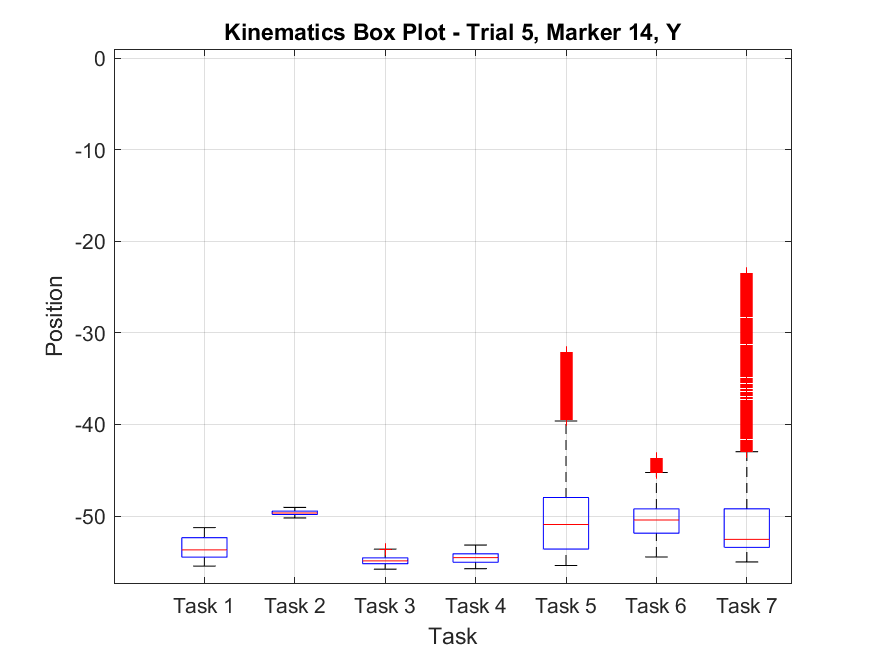 Kinematics Box Plot - Trial 5, Marker 14, Y
0
-10
-20
-30
-40
-50
Position
Task 1 Task 2 Task 3 Task 4 Task 5 Task 6 Task 7
Task